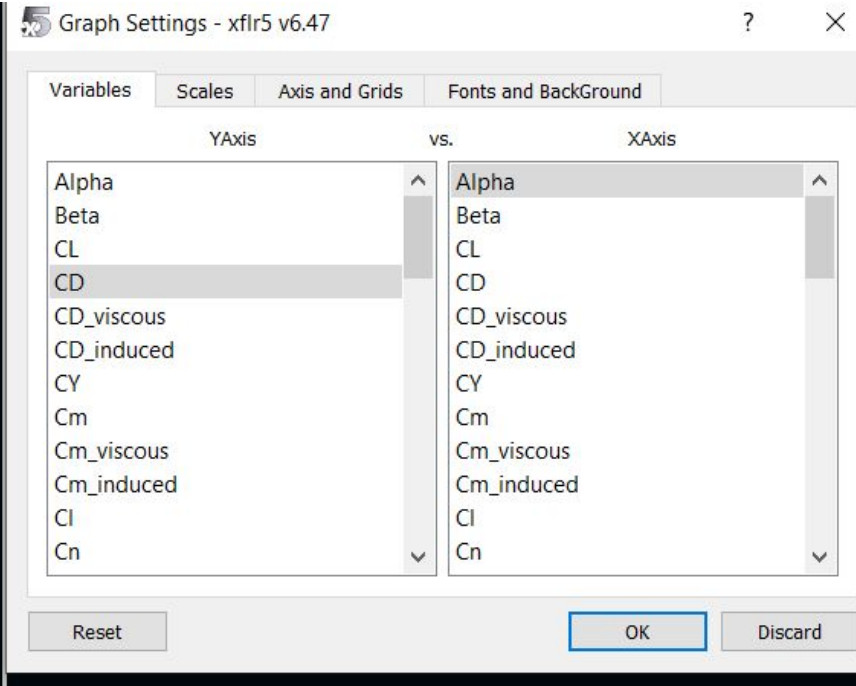 Graph Settings - xflr5 v6.47
?
Variables Scales Axis and Grids Fonts and BackGround
YAxis vs. XAxis
Alpha
Beta
CL
CD
CD_viscous
CD_induced
CY
Cm
Cm_viscous
Cm_induced
Cl
Cn
Alpha
Beta
CL
CD
CD_viscous
CD_induced
CY
Cm
Cm_viscous
Cm_induced
Cl
Cn
Reset OK Discard